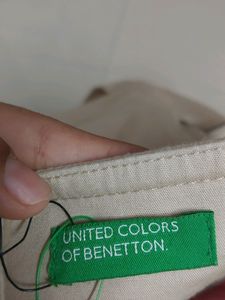 UNITED COLORS
OF BENETTON.